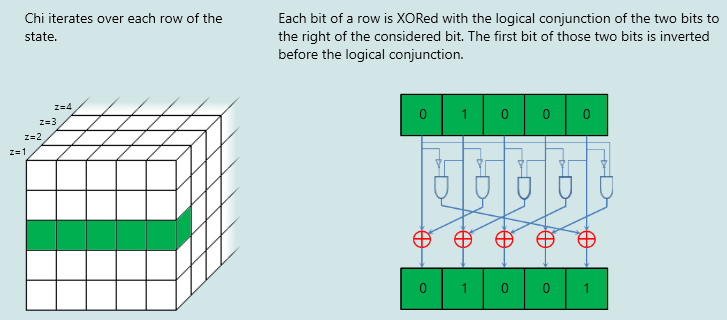 Chi iterates over each row of the
state.
Each bit of a row is XORed with the logical conjunction of the two bits to
the right of the considered bit. The first bit of those two bits is inverted
before the logical conjunction.
z=4
z=3
z=2
z=1
0 1 0 0 0
0 1 0 0 1